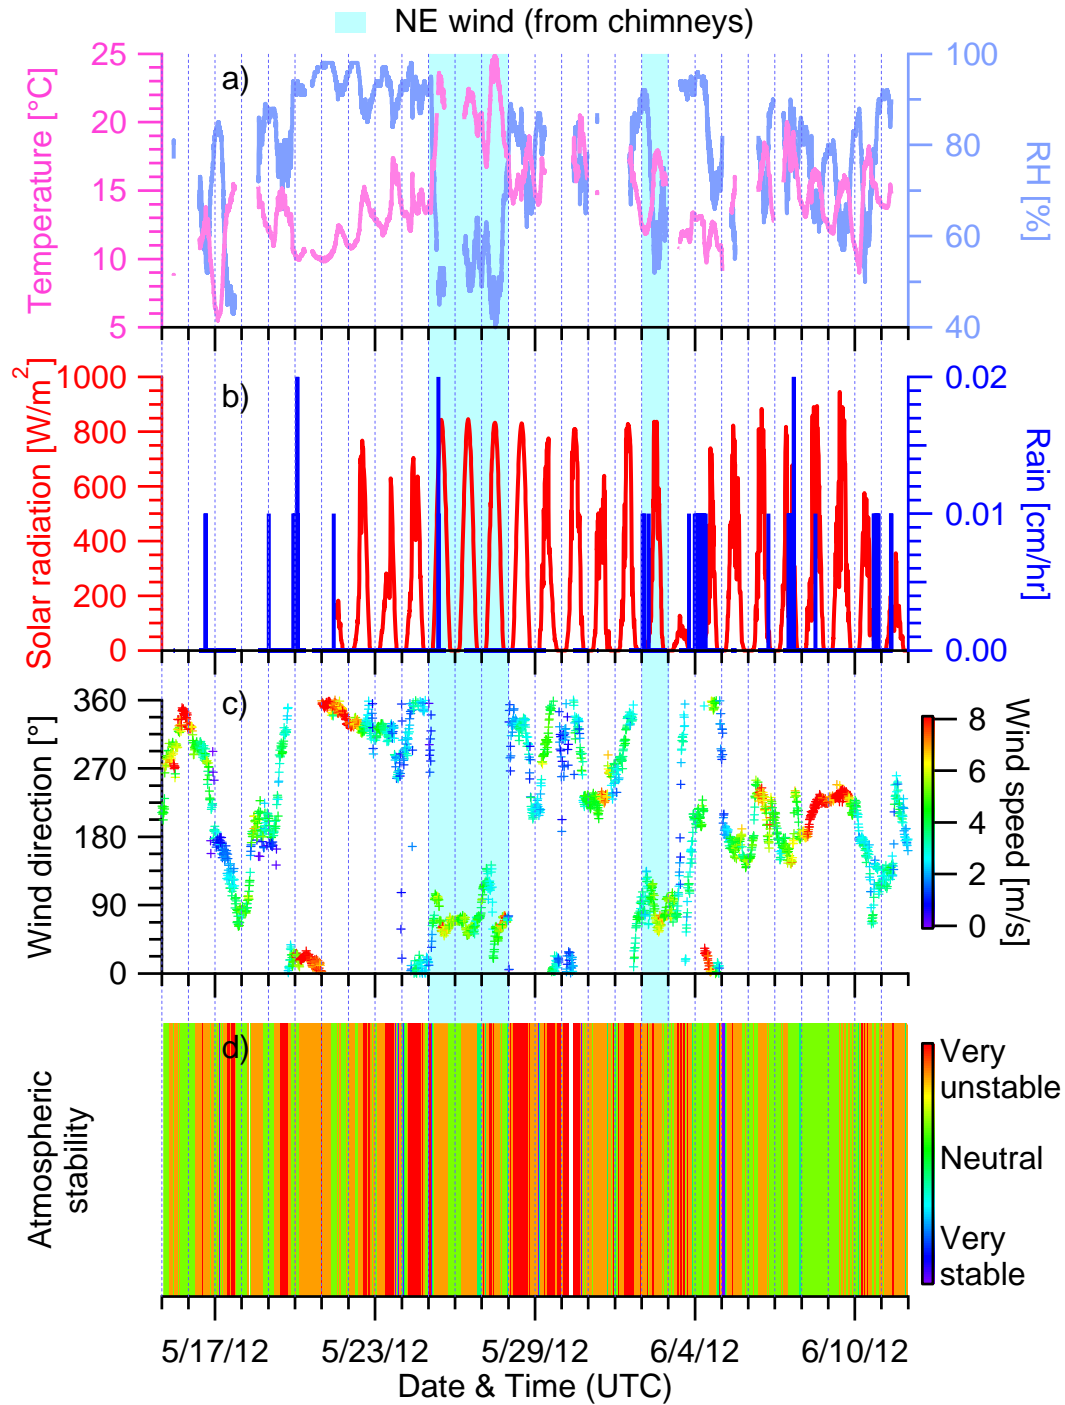 NE wind (from chimneys)
a)
Temperature [°C]
25
20
15
10
5
100
80
60
40
RH [%]
b)
Solar radiation [W/m²]
1000
800
600
400
200
0
0.02
0.01
0.00
Rain [cm/hr]
c)
Wind direction [°]
360
270
180
90
0
8
6
4
2
0
Wind speed [m/s]
d)
Atmospheric
stability
Very
unstable
Neutral
Very
stable
5/17/12 5/23/12 5/29/12 6/4/12 6/10/12
Date & Time (UTC)